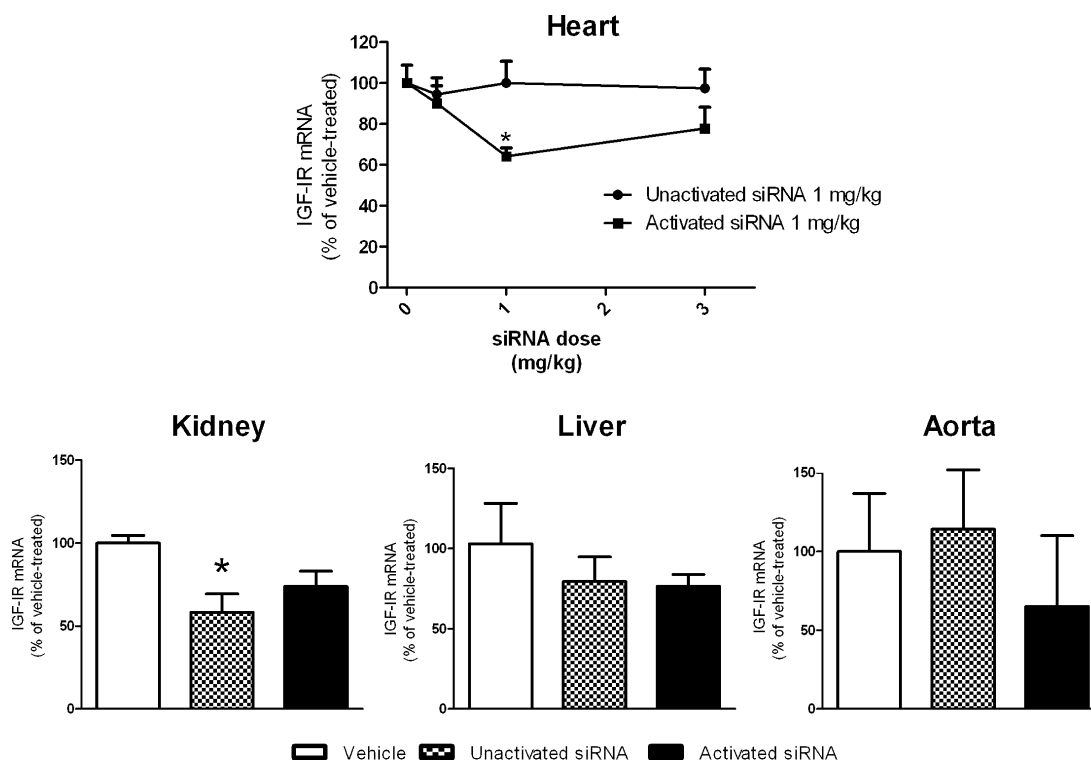 Heart
IGF-IR mRNA
(% of vehicle-treated)
120
100
80
60
40
20
0
*
Unactivated siRNA 1 mg/kg
Activated siRNA 1 mg/kg
0
1
2
3
siRNA dose
(mg/kg)
Kidney
IGF-IR mRNA
(% of vehicle-treated)
150
100
50
0
*
Liver
IGF-IR mRNA
(% of vehicle-treated)
150
100
50
0
Aorta
IGF-IR mRNA
(% of vehicle-treated)
150
100
50
0
Vehicle Unactivated siRNA Activated siRNA